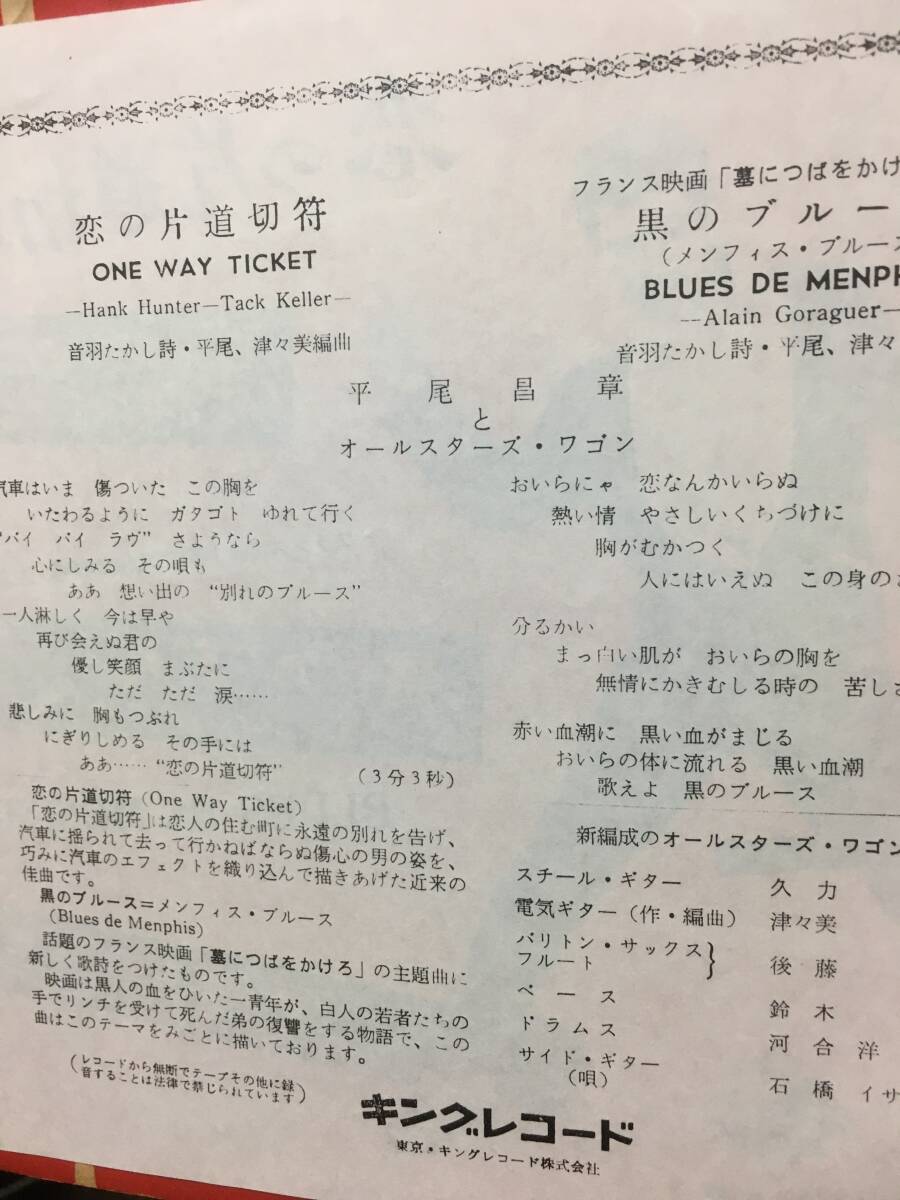 恋の片道切符
ONE WAY TICKET
—Hank Hunter—Tack Keller—
音羽たかし詩・平尾、津々美編曲
フランス映画「墓につばをかけ
黒のブルー
（メンフィス・ブルース
BLUES DE MENPH
—Alain Goraguer—
音羽たかし詩・平尾、津々
平尾昌章
と
オールスターズ・ワゴン
汽車はいま　傷ついた　この胸を
いたわるように　ガタゴト　ゆれて行く
“バイ　バイ　ラヴ”　さようなら
心にしみる　その唄も
ああ　想い出の　“別れのブルース”
一人淋しく　今は早や
再び会えぬ君の
優し笑顔　まぶたに
ただ　ただ　涙……
悲しみに　胸もつぶれ
にぎりしめる　その手には
ああ……　“恋の片道切符”　（3分3秒）
恋の片道切符（One Way Ticket）
「恋の片道切符」は恋人の住む町に永遠の別れを告げ、
汽車に揺られて去って行かねばならぬ傷心の男の姿を、
巧みに汽車のエフェクトを織り込んで描きあげた近来の
佳曲です。
黒のブルース＝メンフィス・ブルース
(Blues de Menphis)
話題のフランス映画「墓につばをかけろ」の主題曲に
新しく歌詩をつけたものです。
映画は黒人の血をひいた一青年が、白人の若者たちの
手でリンチを受けて死んだ弟の復讐をする物語で、この
曲はこのテーマをみごとに描いております。
（レコードから無断でテープその他に録
音することは法律で禁じられています）
おいらにゃ　恋なんかいらぬ
熱い情　やさしいくちづけに
胸がむかつく
人にはいえぬ　この身の
分るかい
まっ白い肌が　おいらの胸を
無情にかきむしる時の　苦しさ
赤い血潮に　黒い血がまじる
おいらの体に流れる　黒い血潮
歌えよ　黒のブルース
新編成のオールスターズ・ワゴン
スチール・ギター　久力
電気ギター（作・編曲）　津々美
バリトン・サックス
フルート　}　後藤
ベース　鈴木
ドラムス　河合洋
サイド・ギター　石橋イサ
（唄）
キングレコード
東京・キングレコード株式会社